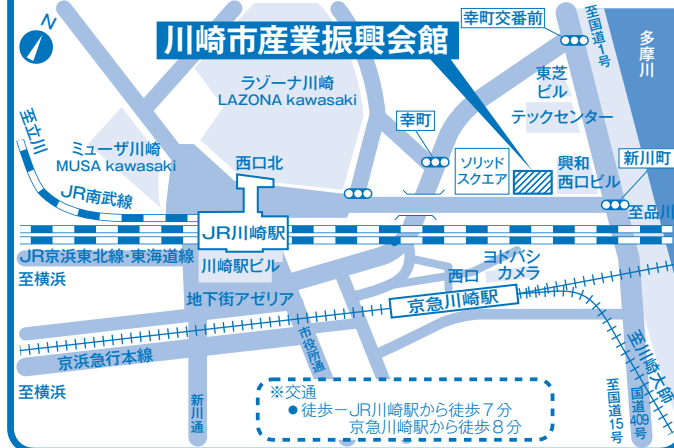 N
川崎市産業振興会館
幸町交番前
至国道1号
多摩川
ラゾーナ川崎
LAZONA kawasaki
東芝
ビル
テックセンター
至立川
ミューザ川崎
MUSA kawasaki
幸町
西口北
ソリッド
スクエア
興和
西口ビル
新川町
JR南武線
至品川
JR川崎駅
JR京浜東北線・東海道線
川崎駅ビル
至横浜
ヨドバシ
カメラ
西口
地下街アゼリア
京急川崎駅
市役所通
京浜急行本線
至川崎大師
至横浜
新川通
至国道15号
国道409号
※交通
●徒歩−JR川崎駅から徒歩7分
京急川崎駅から徒歩8分